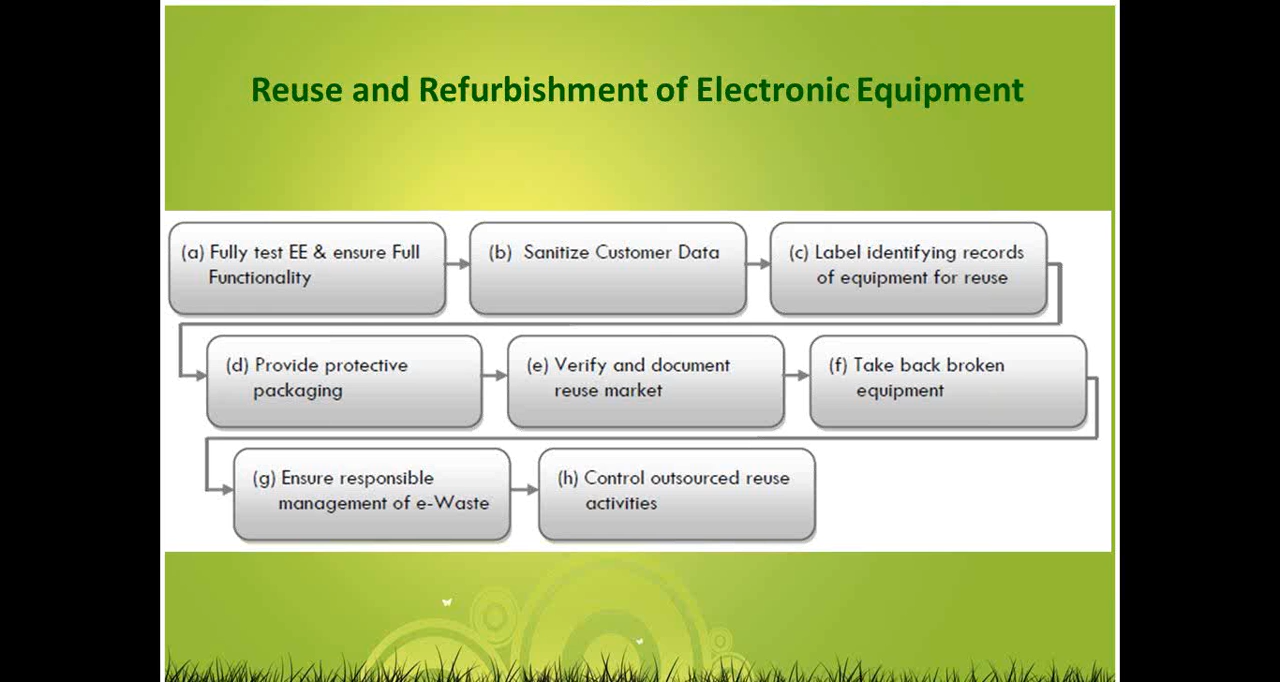 Reuse and Refurbishment of Electronic Equipment
(a) Fully test EE & ensure Full
Functionality
(b) Sanitize Customer Data
(c) Label identifying records
of equipment for reuse
(d) Provide protective
packaging
(e) Verify and document
reuse market
(f) Take back broken
equipment
(g) Ensure responsible
management of e-Waste
(h) Control outsourced reuse
activities